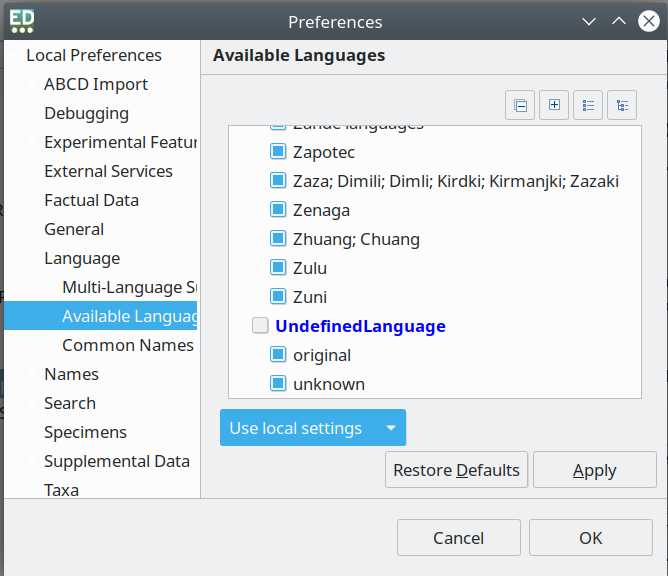 ED
Preferences
Local Preferences
ABCD Import
Debugging
Experimental Featur
External Services
Factual Data
General
Language
Multi-Language Su
Available Languag
Common Names
Names
Search
Specimens
Supplemental Data
Taxa
Available Languages
Zande languages
Zapotec
Zaza; Dimili; Dimli; Kirdki; Kirmanjki; Zazaki
Zenaga
Zhuang; Chuang
Zulu
Zuni
UndefinedLanguage
original
unknown
Use local settings
Restore Defaults
Apply
Cancel
OK